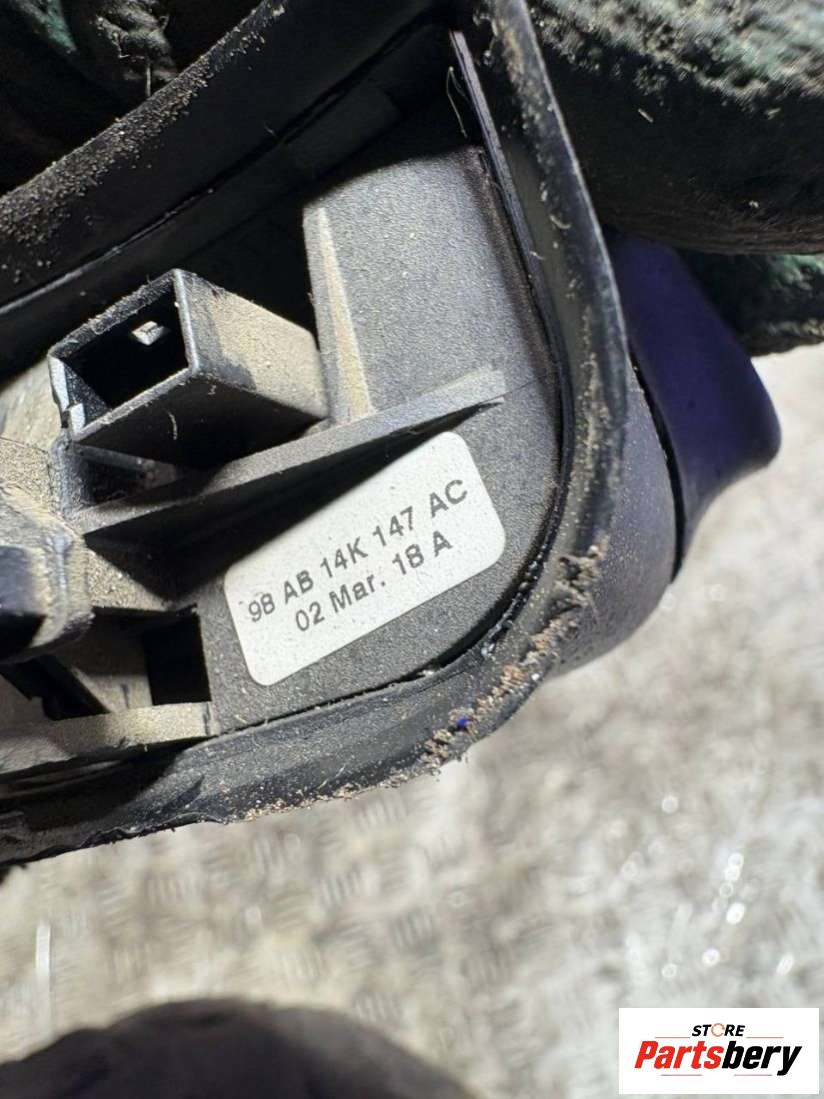 98 AB 14K 147 AC
02 Mar. 18 A
STORE
Partsbery